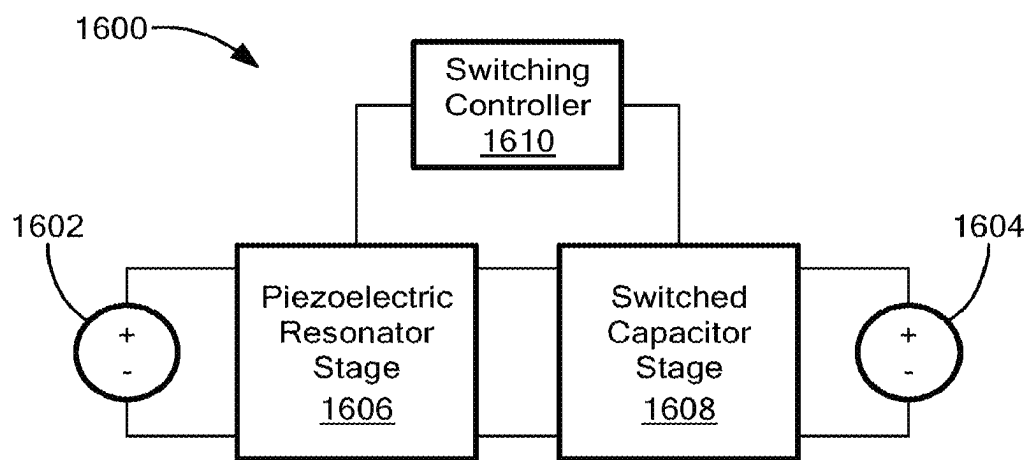 1600
Switching
Controller
1610
1602
1604
Piezoelectric
Resonator
Stage
1606
Switched
Capacitor
Stage
1608
+
-
+
-